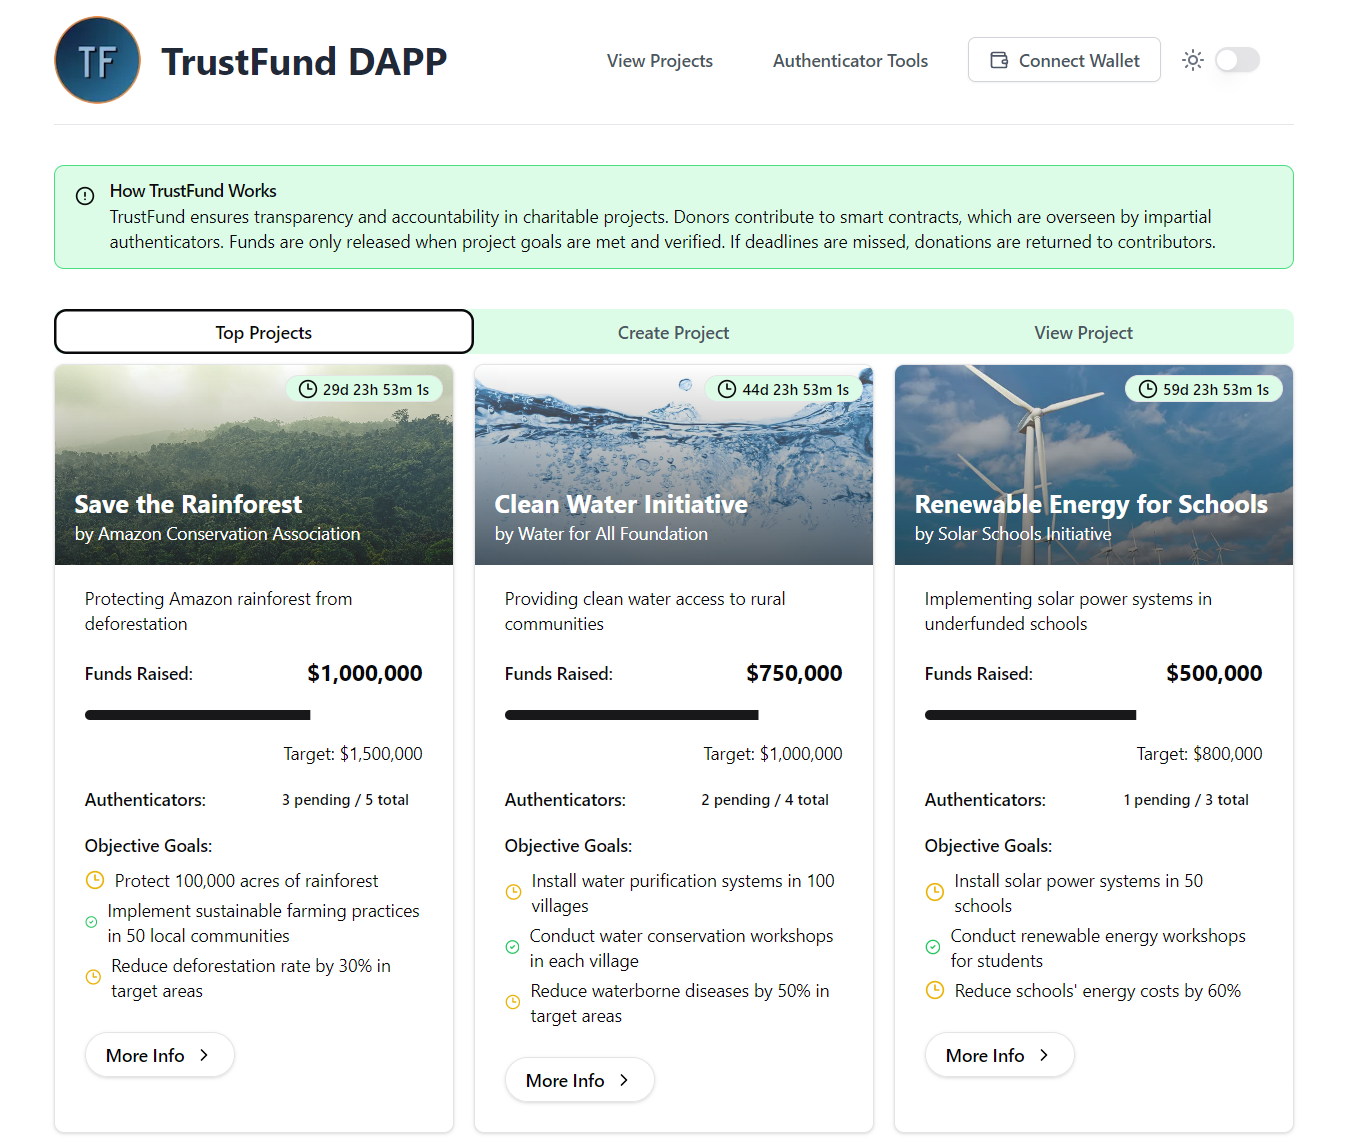 TF
TrustFund DAPP
View Projects
Authenticator Tools
Connect Wallet
How TrustFund Works
TrustFund ensures transparency and accountability in charitable projects. Donors contribute to smart contracts, which are overseen by impartial
authenticators. Funds are only released when project goals are met and verified. If deadlines are missed, donations are returned to contributors.
Top Projects
Create Project
View Project
29d 23h 53m 1s
Save the Rainforest
by Amazon Conservation Association
Protecting Amazon rainforest from
deforestation
Funds Raised:
$1,000,000
Target: $1,500,000
Authenticators:
3 pending / 5 total
Objective Goals:
Protect 100,000 acres of rainforest
Implement sustainable farming practices
in 50 local communities
Reduce deforestation rate by 30% in
target areas
More Info
44d 23h 53m 1s
Clean Water Initiative
by Water for All Foundation
Providing clean water access to rural
communities
Funds Raised:
$750,000
Target: $1,000,000
Authenticators:
2 pending / 4 total
Objective Goals:
Install water purification systems in 100
villages
Conduct water conservation workshops
in each village
Reduce waterborne diseases by 50% in
target areas
More Info
59d 23h 53m 1s
Renewable Energy for Schools
by Solar Schools Initiative
Implementing solar power systems in
underfunded schools
Funds Raised:
$500,000
Target: $800,000
Authenticators:
1 pending / 3 total
Objective Goals:
Install solar power systems in 50
schools
Conduct renewable energy workshops
for students
Reduce schools' energy costs by 60%
More Info